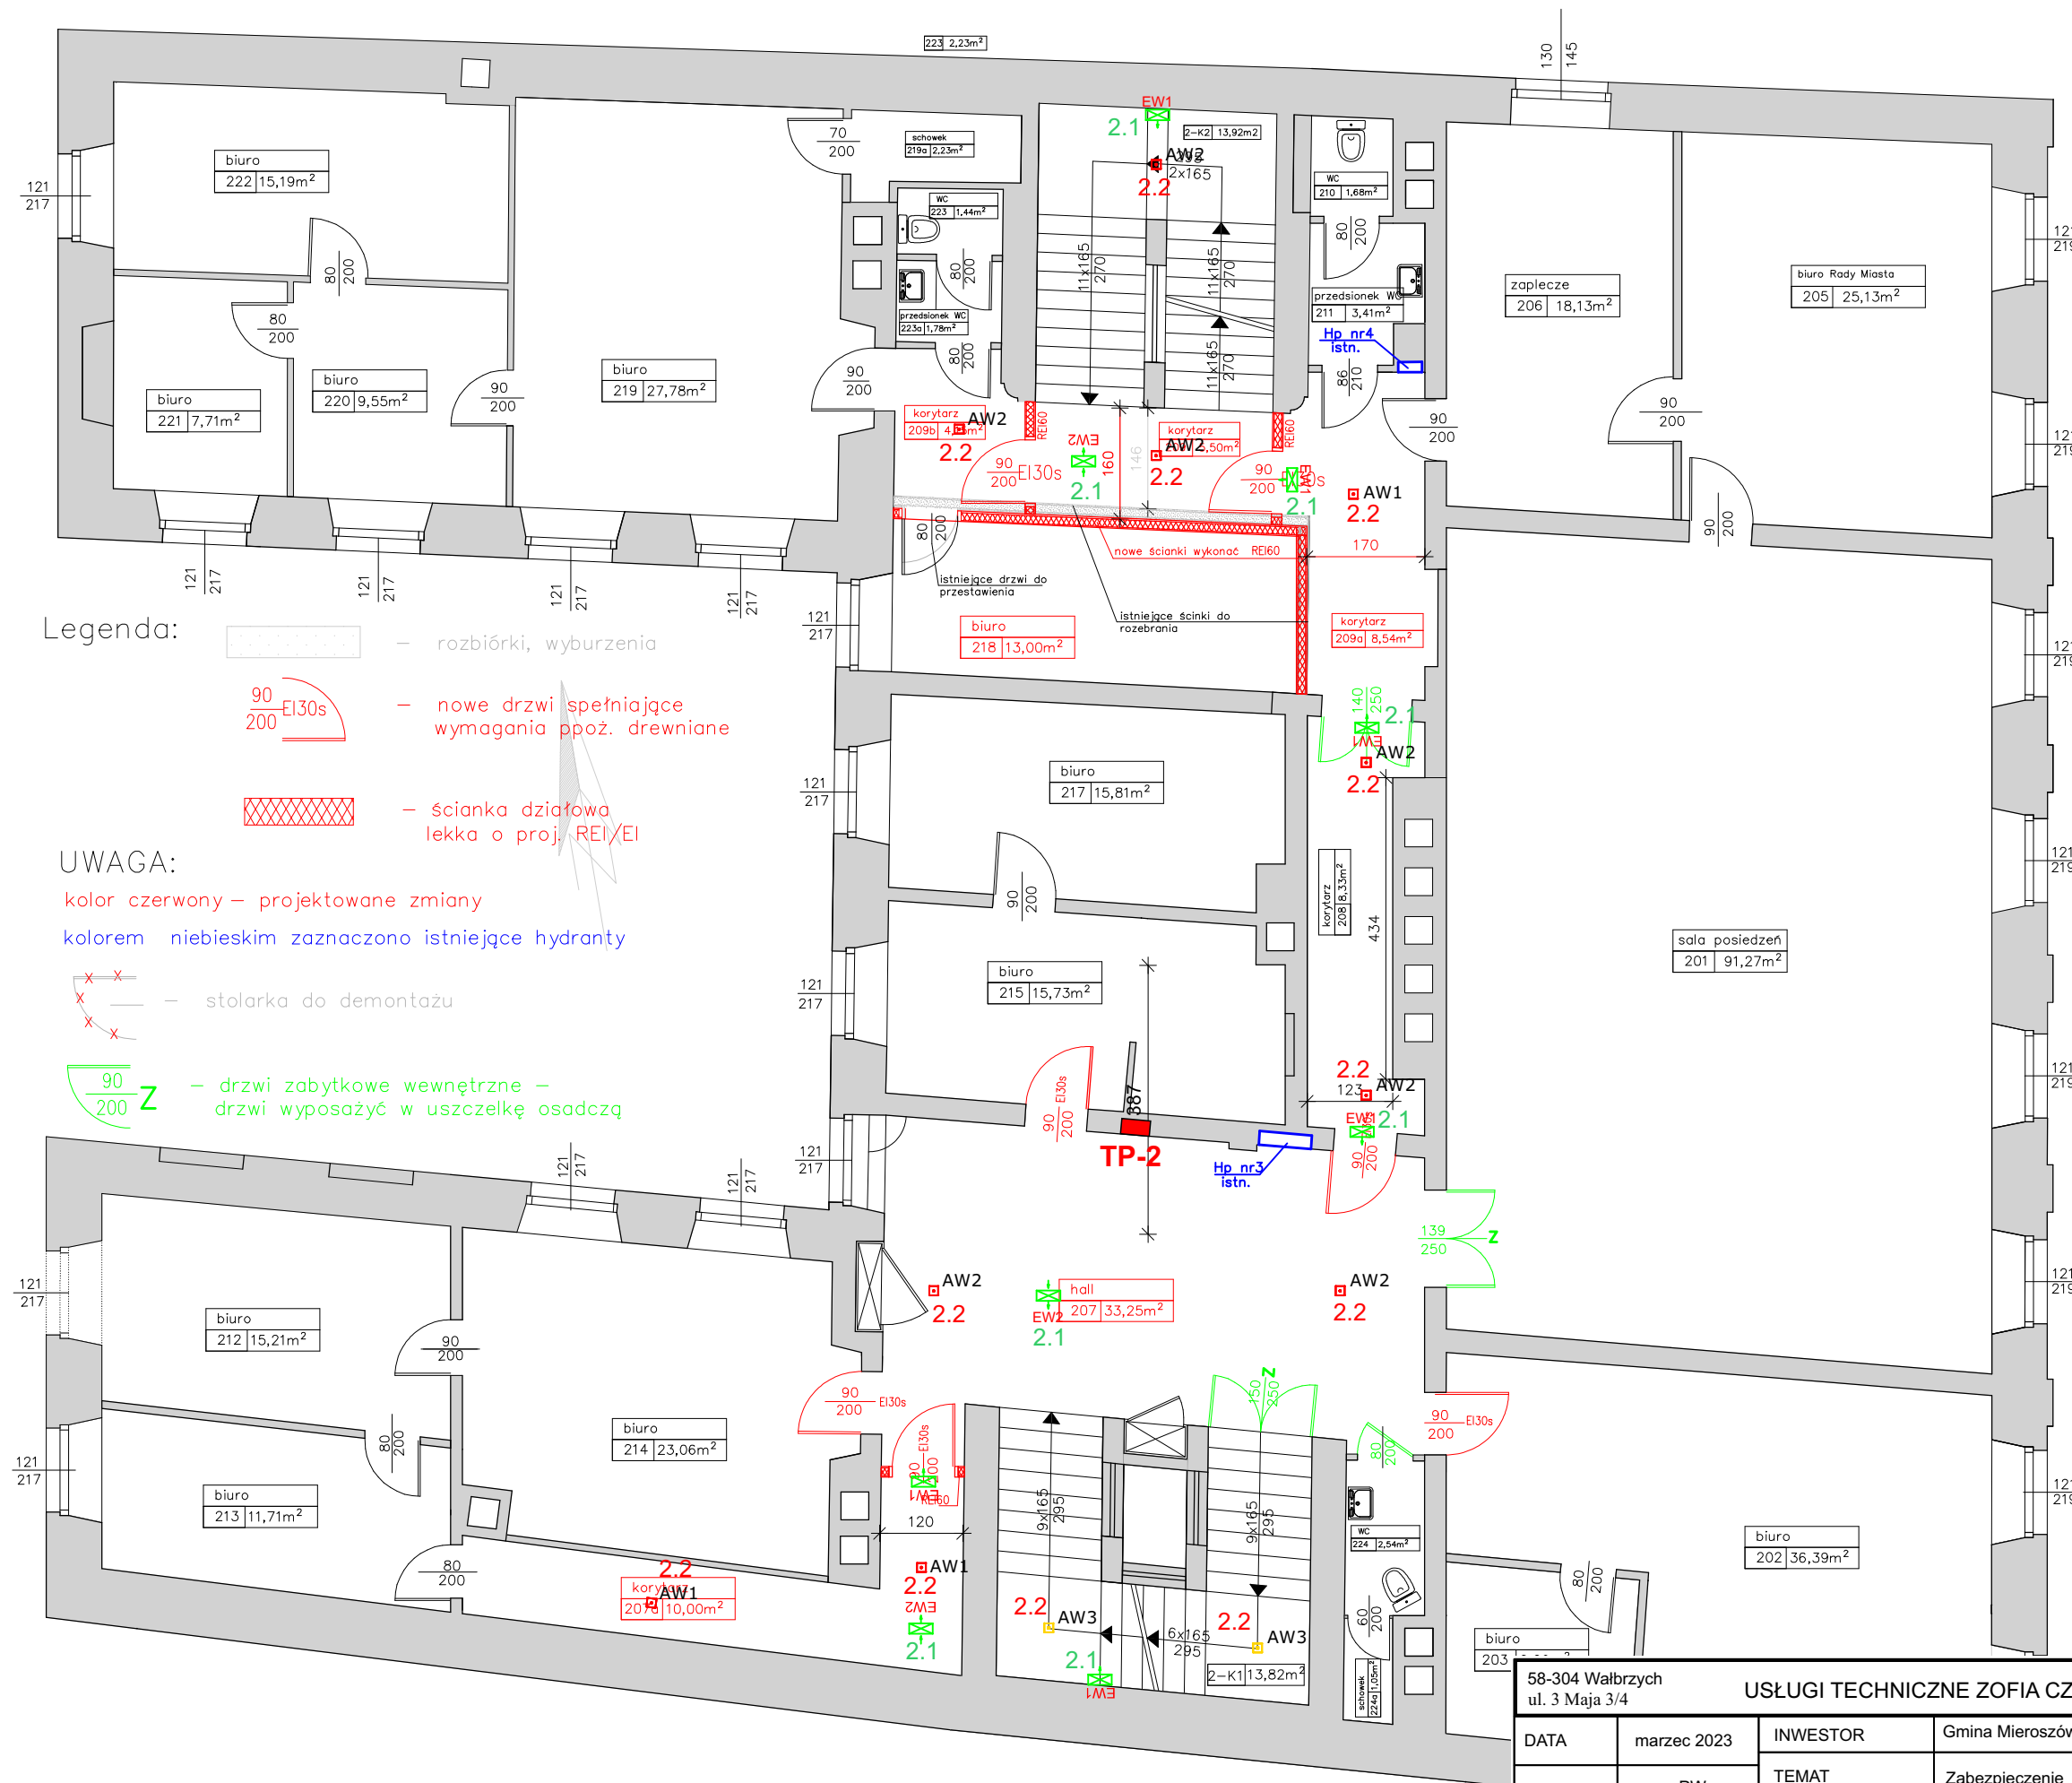 223 2,23m²
130
145
EW1
2.1
2-K2 13,92m2
AW2
2x165
2.2
70
200
schowek
219a 2,23m²
biuro
222 15,19m²
121
217
WC
223 1,44m²
WC
210 1,68m²
80
200
80
200
80
200
11x165
270
11x165
270
11x165
270
biuro Rady Miasta
205 25,13m²
zaplecze
206 18,13m²
121
przedsionek WC
211 3,41m²
przedsionek WC
223a 1,78m²
80
200
80
200
Hp nr4
istn.
86
210
biuro
219 27,78m²
biuro
220 9,55m²
biuro
221 7,71m²
90
200
90
200
90
200
90
200
korytarz
209b
AW2
2.2
REI60
EW2
2.1
160
146
korytarz
AW2
2.2
REI60
90
200
EI30s
90
200
EW1
2.1
AW1
2.2
170
90
200
80
200
nowe ścianki wykonać REI60
istniejące drzwi do
przestawienia
istniejące ścinki do
rozebrania
121
217
121
217
121
217
121
217
121
217
biuro
218 13,00m²
korytarz
209a 8,54m²
Legenda:
– rozbiórki, wyburzenia
90
200
EI30s
– nowe drzwi spełniające
wymagania ppoż. drewniane
– ścianka działowa
lekka o proj. REI/EI
UWAGA:
kolor czerwony – projektowane zmiany
kolorem niebieskim zaznaczono istniejące hydranty
– stolarka do demontażu
90
200
Z
– drzwi zabytkowe wewnętrzne –
drzwi wyposażyć w uszczelkę osadczą
140
250
2.1
EW1
AW2
2.2
biuro
217 15,81m²
121
217
90
200
korytarz
208 8,33m²
434
sala posiedzeń
201 91,27m²
biuro
215 15,73m²
121
217
387
90
200
EI30s
TP-2
Hp nr3
istn.
2.2
123
AW2
EW1
2.1
90
200
121
217
121
217
121
217
139
250
Z
AW2
2.2
EW2
2.1
hall
207 33,25m²
AW2
2.2
121
217
biuro
212 15,21m²
90
200
90
200
EI30s
90
200
EI30s
EW1
REI60
150
250
Z
80
200
90
200
EI30s
biuro
214 23,06m²
80
200
121
217
biuro
213 11,71m²
120
9x165
295
9x165
295
WC
224 2,54m²
biuro
202 36,39m²
80
200
80
200
2.2
korytarz
207a 10,00m²
AW1
AW1
2.2
EW2
2.1
2.2
AW3
2.2
AW3
6x165
295
2.1
EW1
2-K1 13,82m²
60
200
schowek
224a 1,05m²
biuro
203
58-304 Wałbrzych
ul. 3 Maja 3/4
USŁUGI TECHNICZNE ZOFIA CZ
DATA
marzec 2023
INWESTOR
Gmina Mieroszów
TEMAT
Zabezpieczenie